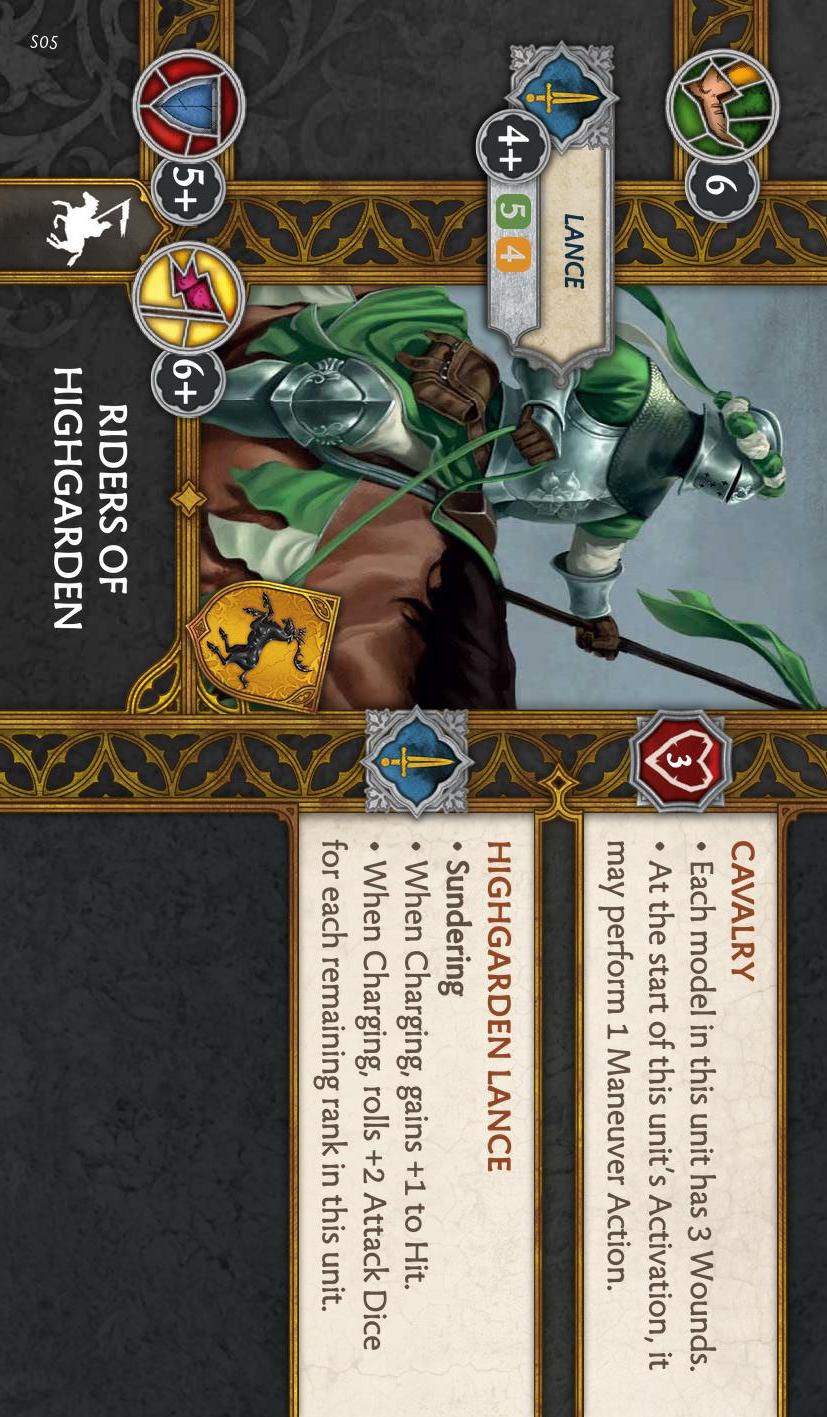 6
LANCE
4+
5 4
5+
6+
RIDERS OF
HIGHGARDEN
S05
3
CAVALRY
• Each model in this unit has 3 Wounds.
• At the start of this unit's Activation, it
may perform 1 Maneuver Action.
HIGHGARDEN LANCE
• Sundering
• When Charging, gains +1 to Hit.
• When Charging, rolls +2 Attack Dice
for each remaining rank in this unit.